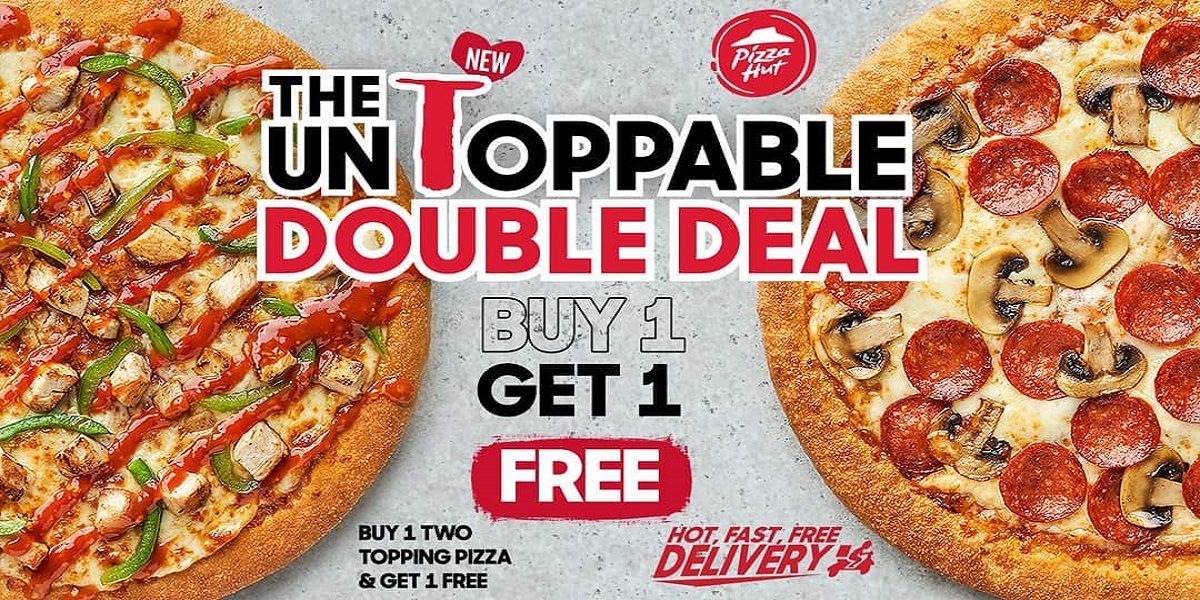 NEW
Pizza
Hut
THE
UNTOPPABLE
DOUBLE DEAL
BUY 1
GET 1
FREE
BUY 1 TWO
TOPPING PIZZA
& GET 1 FREE
HOT, FAST, FREE
DELIVERY